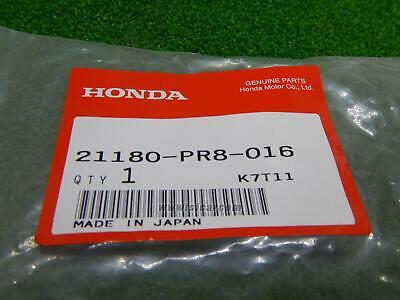 GENUINE PARTS
Honda Motor Co., Ltd.
HONDA
21180-PR8-016
QTY 1 K7T11
MADE IN JAPAN